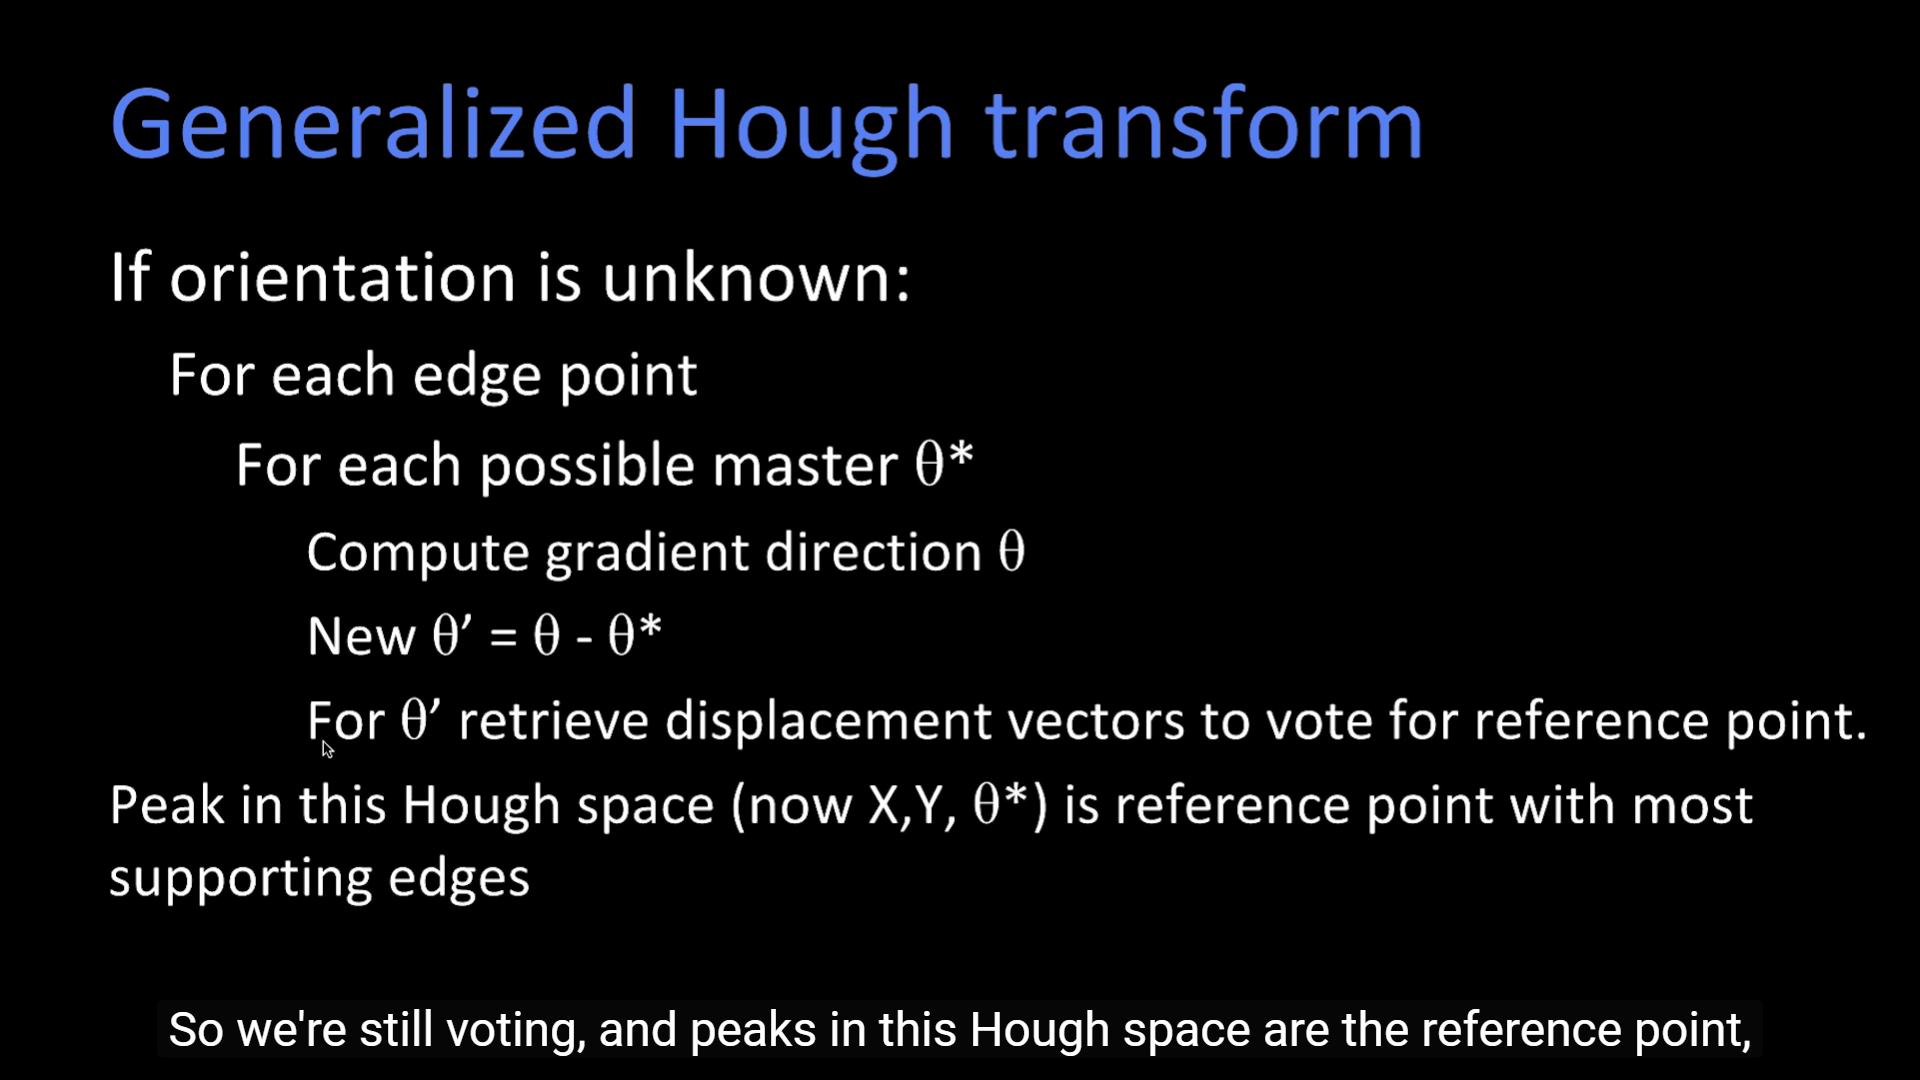 Generalized Hough transform
If orientation is unknown:
For each edge point
For each possible master θ*
Compute gradient direction θ
New θ’ = θ - θ*
For θ’ retrieve displacement vectors to vote for reference point.
Peak in this Hough space (now X,Y, θ*) is reference point with most
supporting edges
So we're still voting, and peaks in this Hough space are the reference point,